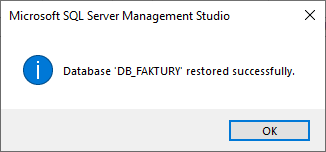 Microsoft SQL Server Management Studio
Database 'DB_FAKTURY' restored successfully.
OK